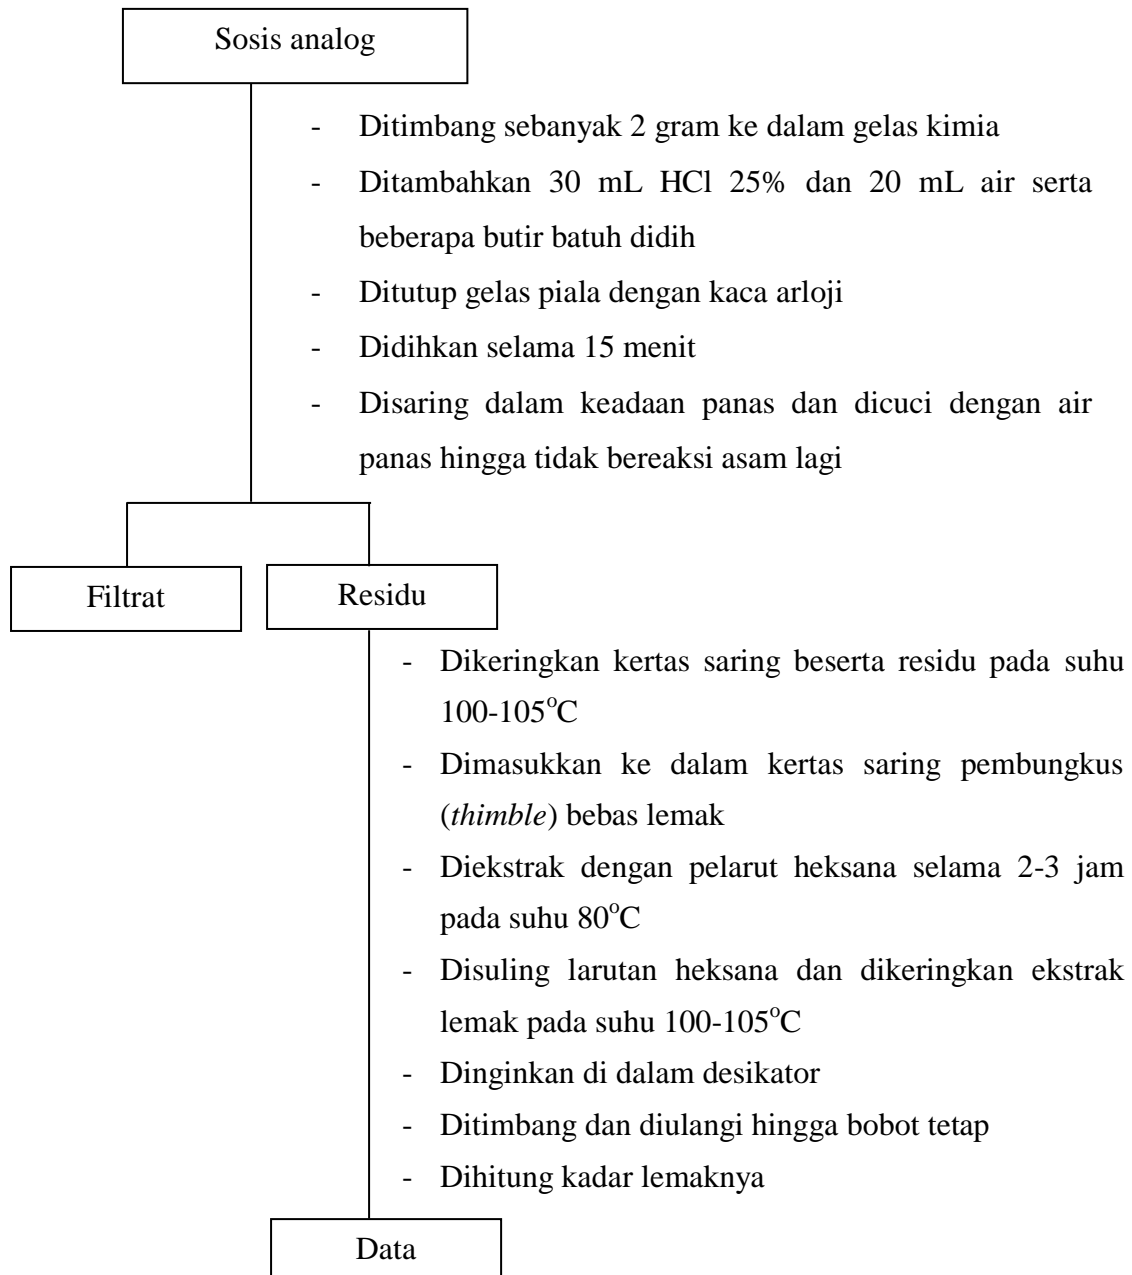 Sosis analog
- Ditimbang sebanyak 2 gram ke dalam gelas kimia
- Ditambahkan 30 mL HCl 25% dan 20 mL air serta
beberapa butir batuh didih
- Ditutup gelas piala dengan kaca arloji
- Didihkan selama 15 menit
- Disaring dalam keadaan panas dan dicuci dengan air
panas hingga tidak bereaksi asam lagi
Filtrat
Residu
- Dikeringkan kertas saring beserta residu pada suhu
100-105°C
- Dimasukkan ke dalam kertas saring pembungkus
(thimble) bebas lemak
- Diekstrak dengan pelarut heksana selama 2-3 jam
pada suhu 80°C
- Disuling larutan heksana dan dikeringkan ekstrak
lemak pada suhu 100-105°C
- Dinginkan di dalam desikator
- Ditimbang dan diulangi hingga bobot tetap
- Dihitung kadar lemaknya
Data